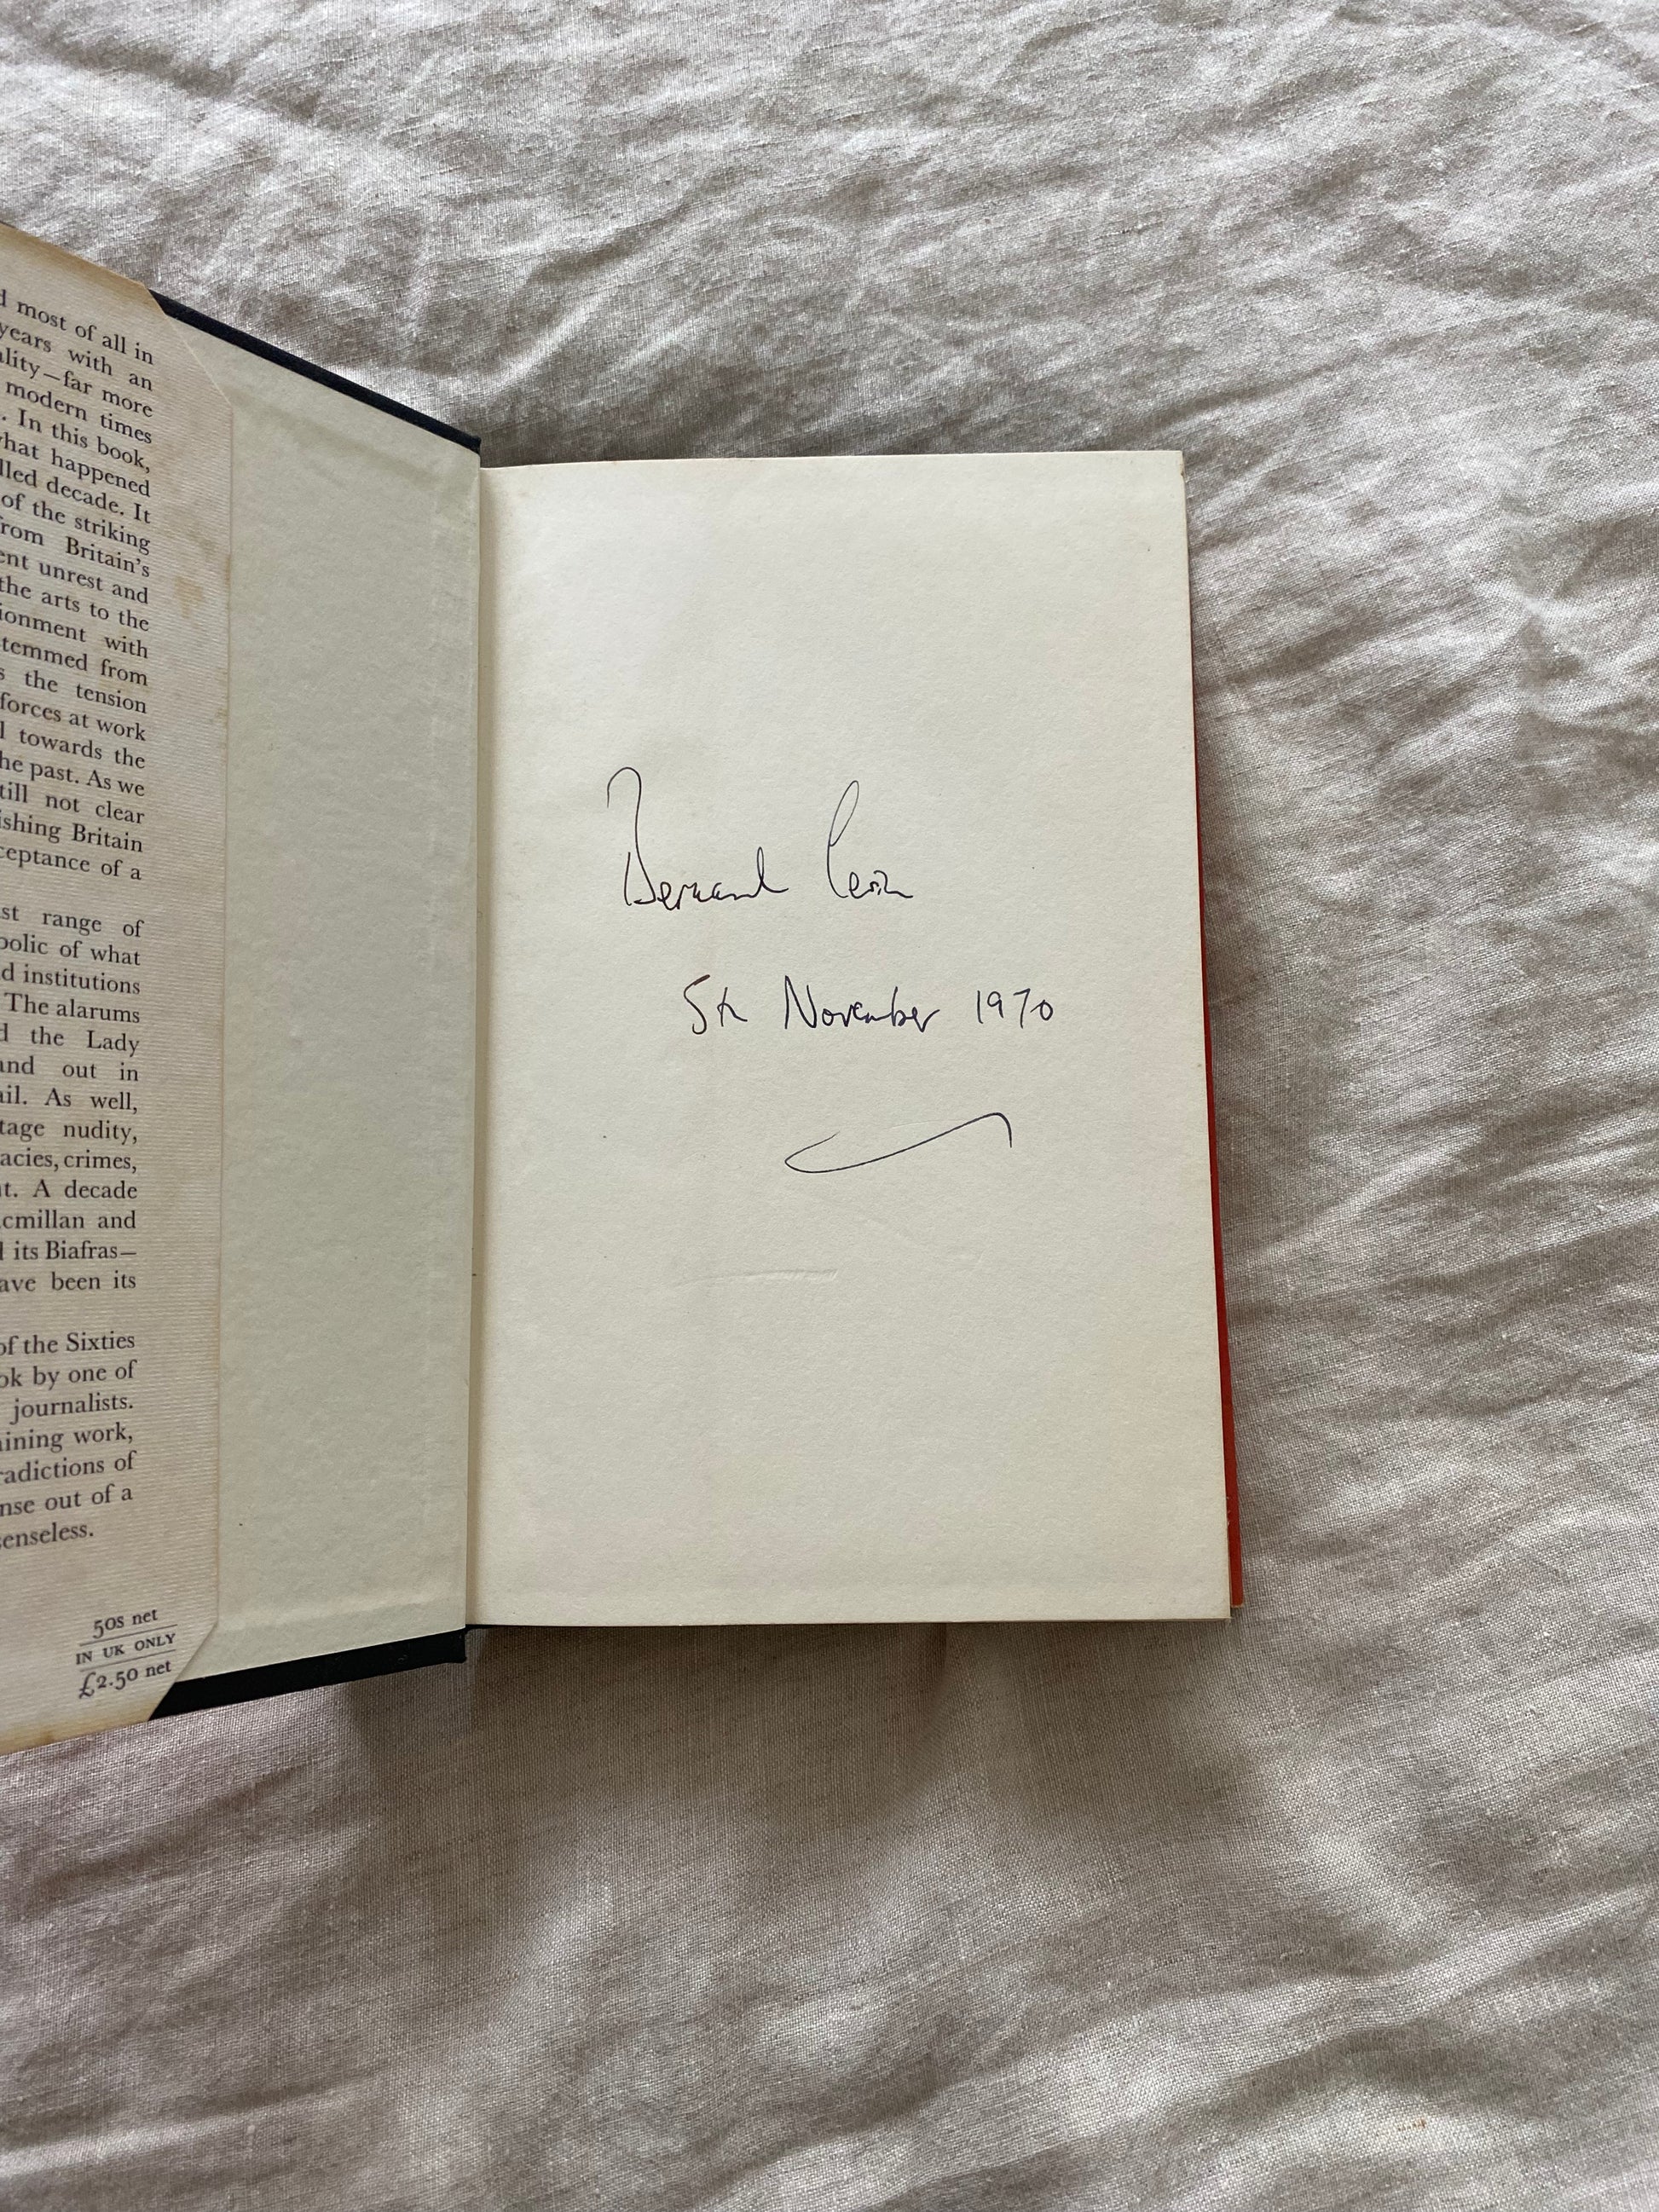 d most of all in
years with an
ality—far more
modern times
. In this book,
what happened
lled decade. It
of the striking
from Britain's
ent unrest and
the arts to the
ionment with
temmed from
s the tension
forces at work
l towards the
he past. As we
till not clear
ishing Britain
ceptance of a
st range of
bolic of what
d institutions
The alarums
d the Lady
and out in
ail. As well,
tage nudity,
acies, crimes,
nt. A decade
cmillan and
l its Biafras—
ave been its
of the Sixties
ok by one of
journalists.
aining work,
radictions of
nse out of a
senseless.
50s net
IN UK ONLY
£2.50 net
Bernard Levin
5th November 1970